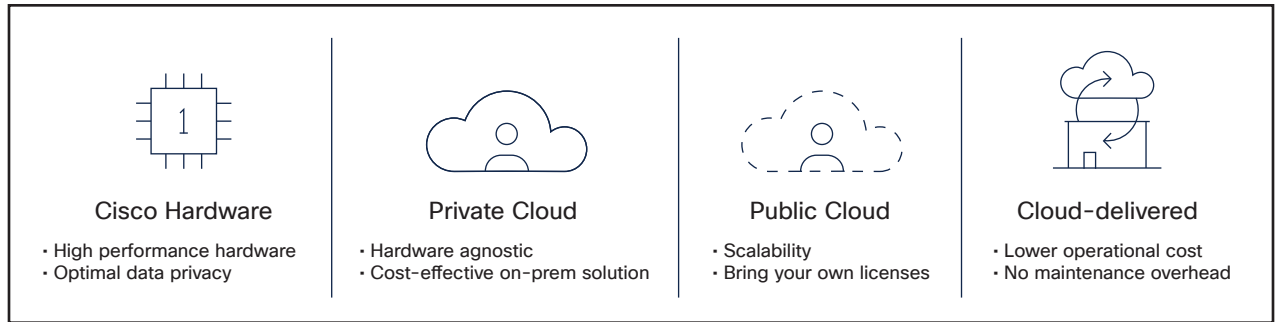 1
Cisco Hardware
· High performance hardware
· Optimal data privacy
Private Cloud
· Hardware agnostic
· Cost-effective on-prem solution
Public Cloud
· Scalability
· Bring your own licenses
Cloud-delivered
· Lower operational cost
· No maintenance overhead